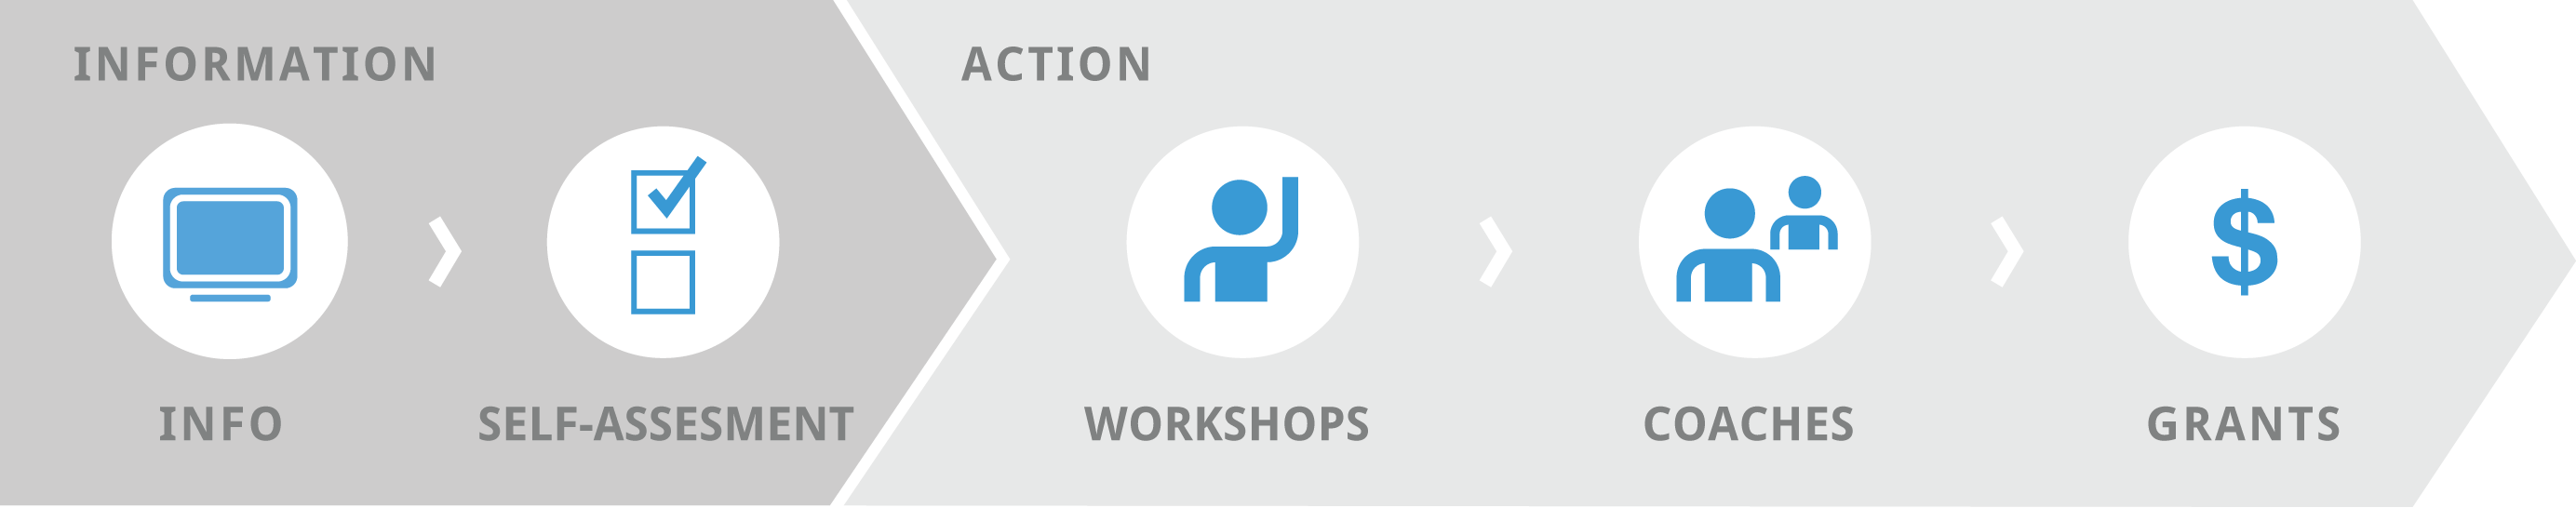 INFORMATION
ACTION
INFO
SELF-ASSESMENT
WORKSHOPS
COACHES
$
GRANTS